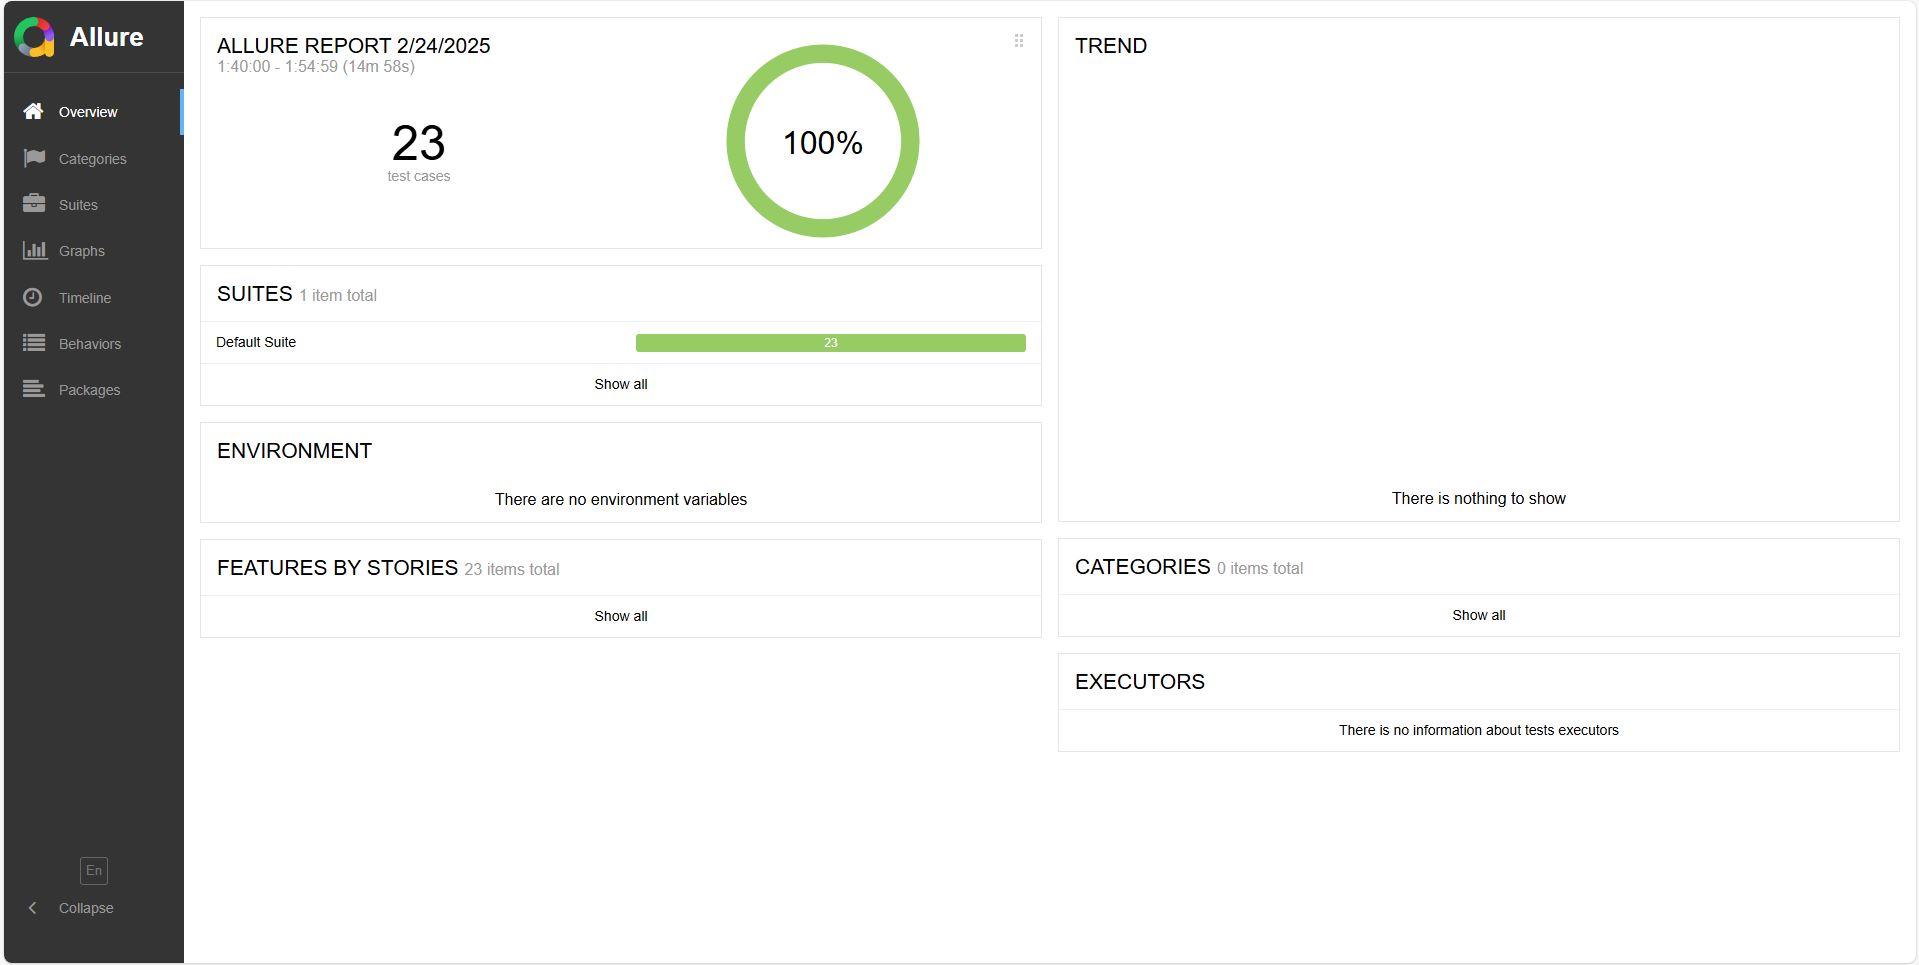 Allure
Overview
Categories
Suites
Graphs
Timeline
Behaviors
Packages
En
Collapse
ALLURE REPORT 2/24/2025
1:40:00 - 1:54:59 (14m 58s)
23
test cases
100%
SUITES 1 item total
Default Suite 23
Show all
ENVIRONMENT
There are no environment variables
FEATURES BY STORIES 23 items total
Show all
TREND
There is nothing to show
CATEGORIES 0 items total
Show all
EXECUTORS
There is no information about tests executors